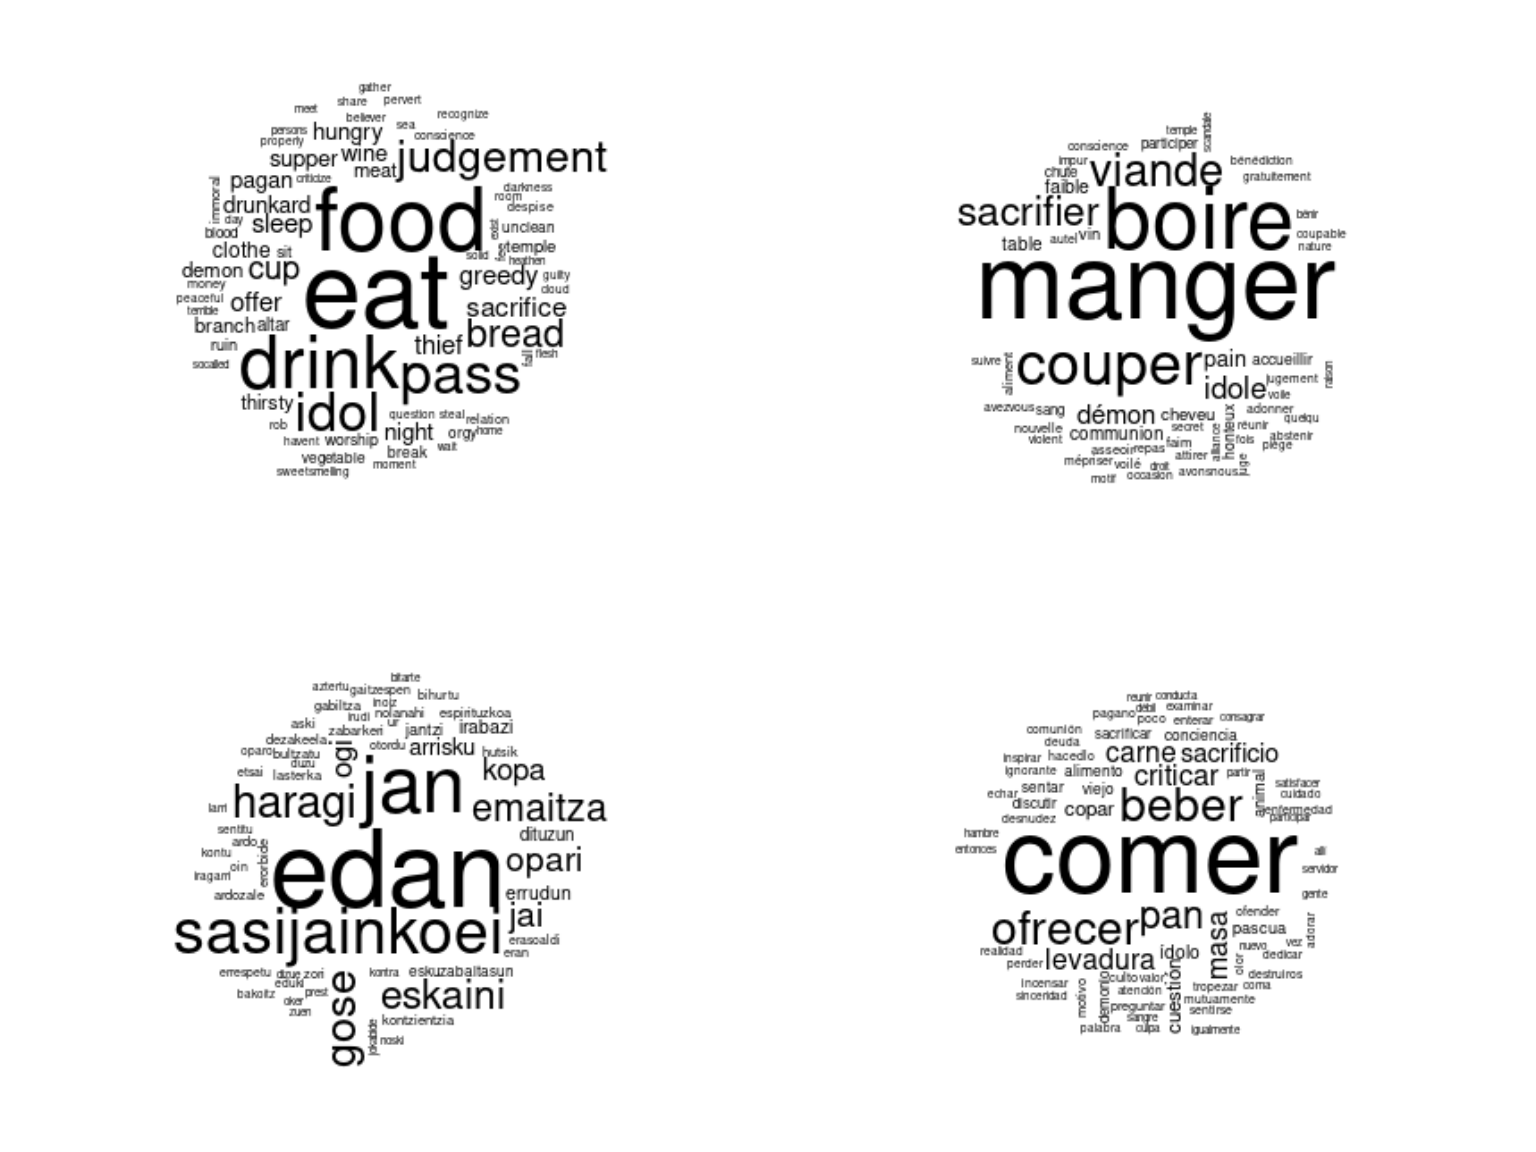 gather
share pervert
meet
believer
recognize
persons
hungry
sea
conscience
property
supper
wine
judgement
meat
pagan
criticize
immoral
drunkard
food
darkness
room
despise
day
blood
sleep
exist
unclean
clothe sit
temple
solid
heathen
demon
cup
eat
greedy
guilty
cloud
money
peaceful
offer
sacrifice
terrible
branch
altar
bread
ruin
thief
flesh
fall
socalled
drink
pass
thirsty
idol
question
steal
relation
rob
night
orgy
home
havent
worship
wait
break
vegetable
moment
sweetsmelling
temple
scandale
participer
conscience
impur
viande
bénédiction
chute
gratuitement
faible
sacrifier
boire
bénir
vin
autel
table
coupable
nature
manger
suivre
aliment
couper
pain
accueillir
raison
idole
jugement
voile
avezvous
sang
démon
cheveu
adonner
quelqu
nouvelle
communion
secret
honteux
réunir
violent
faim
fois
abstenir
piège
asseoir
repas
alliance
attirer
mépriser
voilé
droit
motif
occasion
avonsnous
bitarte
aztertu
gaitzespen
bihurtu
gabiltza
inoiz
irudi
nolanahi
espirituzkoa
aski
ur
zabarkeri
jantzi
irabazi
dezakeela
ogi
otordu
arrisku
hutsik
oparo
bultzatu
duzu
etsai
lasterka
jan
kopa
larri
haragi
emaitza
sentitu
dituzun
ardo
kontu
erorbide
edan
opari
oin
iragarri
ardozale
errudun
sasijainkoei
jai
erasoaldi
eran
errespetu
dizue
zori
kontra
eskuzabaltasun
eduki
bakoitz
prest
oker
gose
eskaini
zuen
kontzientzia
jokabide
noski
reunir
conducta
débil
examinar
pagano
poco
enterar
consagrar
comunión
sacrificar
conciencia
deuda
inspirar
hacedlo
carne
sacrificio
ignorante
alimento
criticar
partir
animal
satisfacer
echar
sentar
viejo
cuidado
discutir
copar
beber
enfermedad
participar
desnudez
hambre
comer
entonces
allí
servidor
gente
ofrecer
pan
masa
ofender
pascua
adorar
realidad
levadura
ídolo
nuevo
vez
perder
olor
dedicar
destruiros
incensar
culto
valor
cuestión
motivo
demonio
atención
tropezar
coma
sinceridad
preguntar
mutuamente
sangre
sentirse
palabra
culpa
igualmente